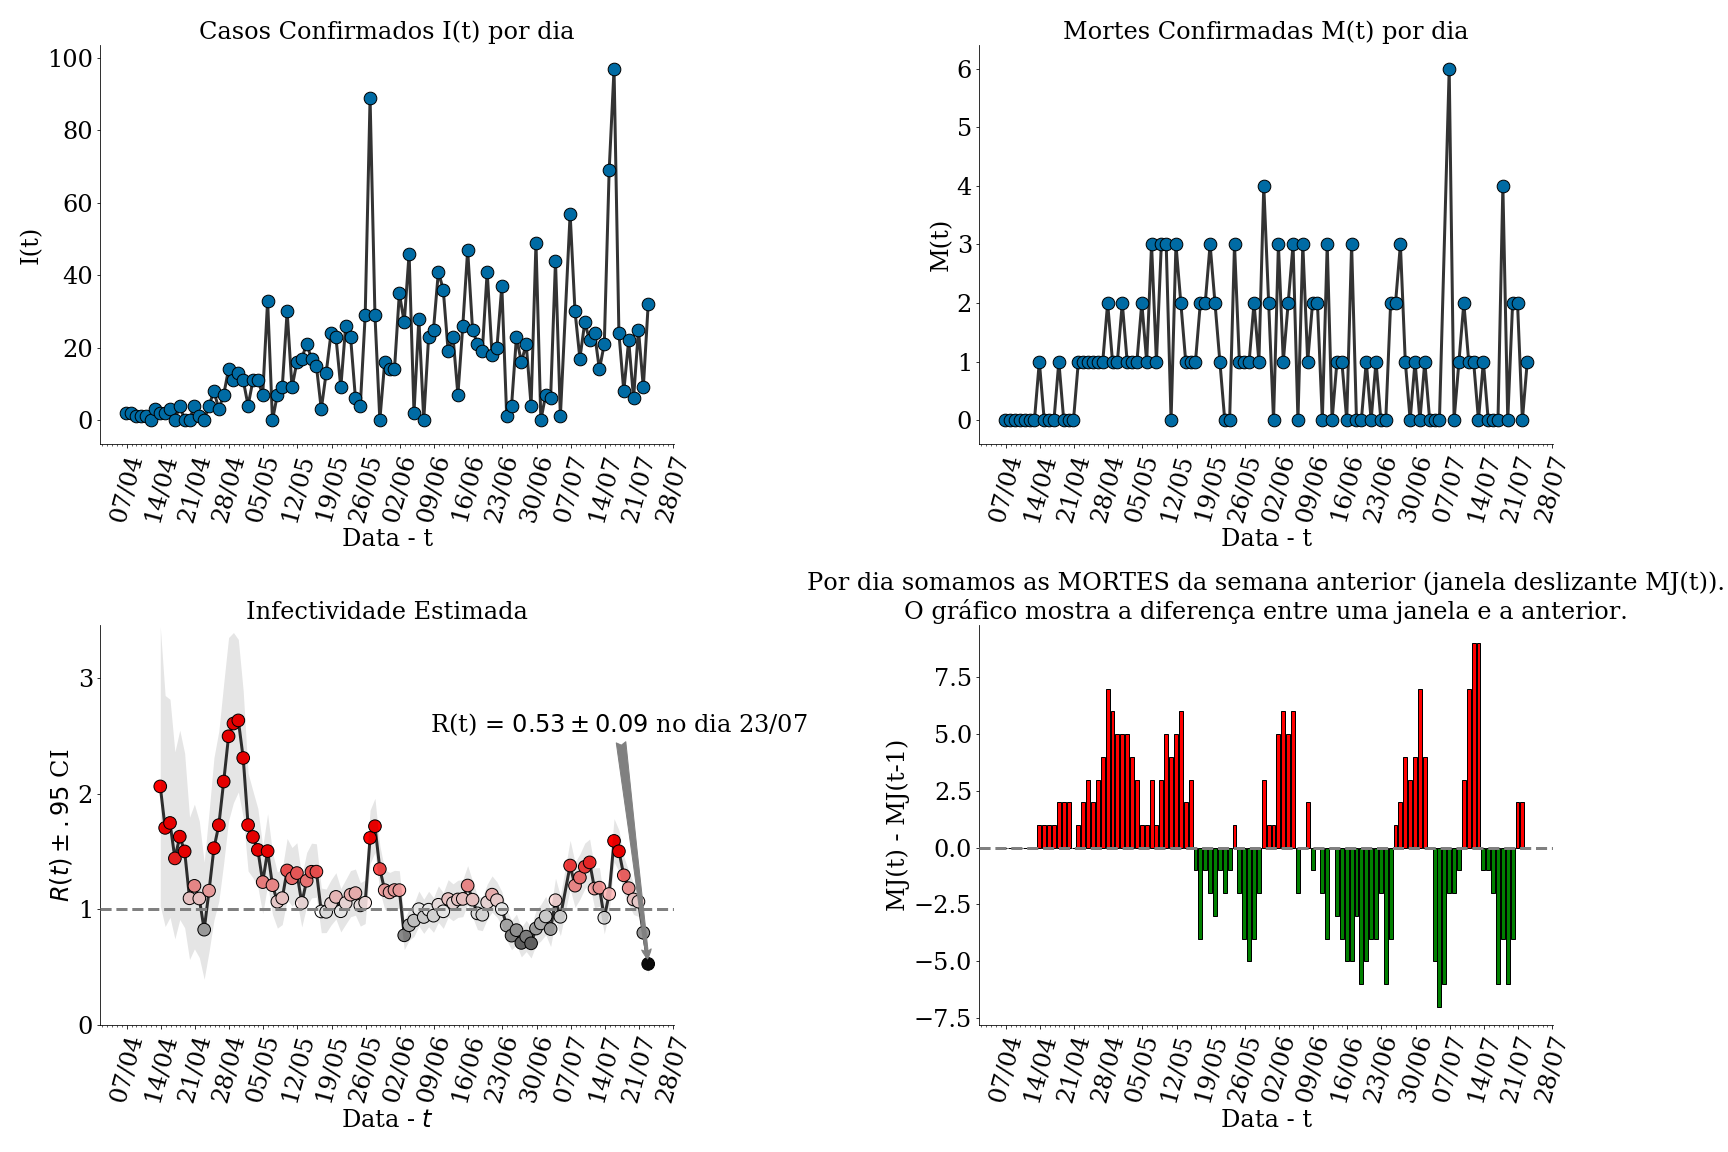 Casos Confirmados I(t) por dia
I(t)
100
80
60
40
20
0
07/04 14/04 21/04 28/04 05/05 12/05 19/05 26/05 02/06 09/06 16/06 23/06 30/06 07/07 14/07 21/07 28/07
Data - t
Mortes Confirmadas M(t) por dia
M(t)
6
5
4
3
2
1
0
07/04 14/04 21/04 28/04 05/05 12/05 19/05 26/05 02/06 09/06 16/06 23/06 30/06 07/07 14/07 21/07 28/07
Data - t
Infectividade Estimada
R(t) ± .95 CI
3
2
1
0
R(t) = 0.53 ± 0.09 no dia 23/07
07/04 14/04 21/04 28/04 05/05 12/05 19/05 26/05 02/06 09/06 16/06 23/06 30/06 07/07 14/07 21/07 28/07
Data - t
Por dia somamos as MORTES da semana anterior (janela deslizante MJ(t)).
O gráfico mostra a diferença entre uma janela e a anterior.
MJ(t) - MJ(t-1)
7.5
5.0
2.5
0.0
−2.5
−5.0
−7.5
07/04 14/04 21/04 28/04 05/05 12/05 19/05 26/05 02/06 09/06 16/06 23/06 30/06 07/07 14/07 21/07 28/07
Data - t